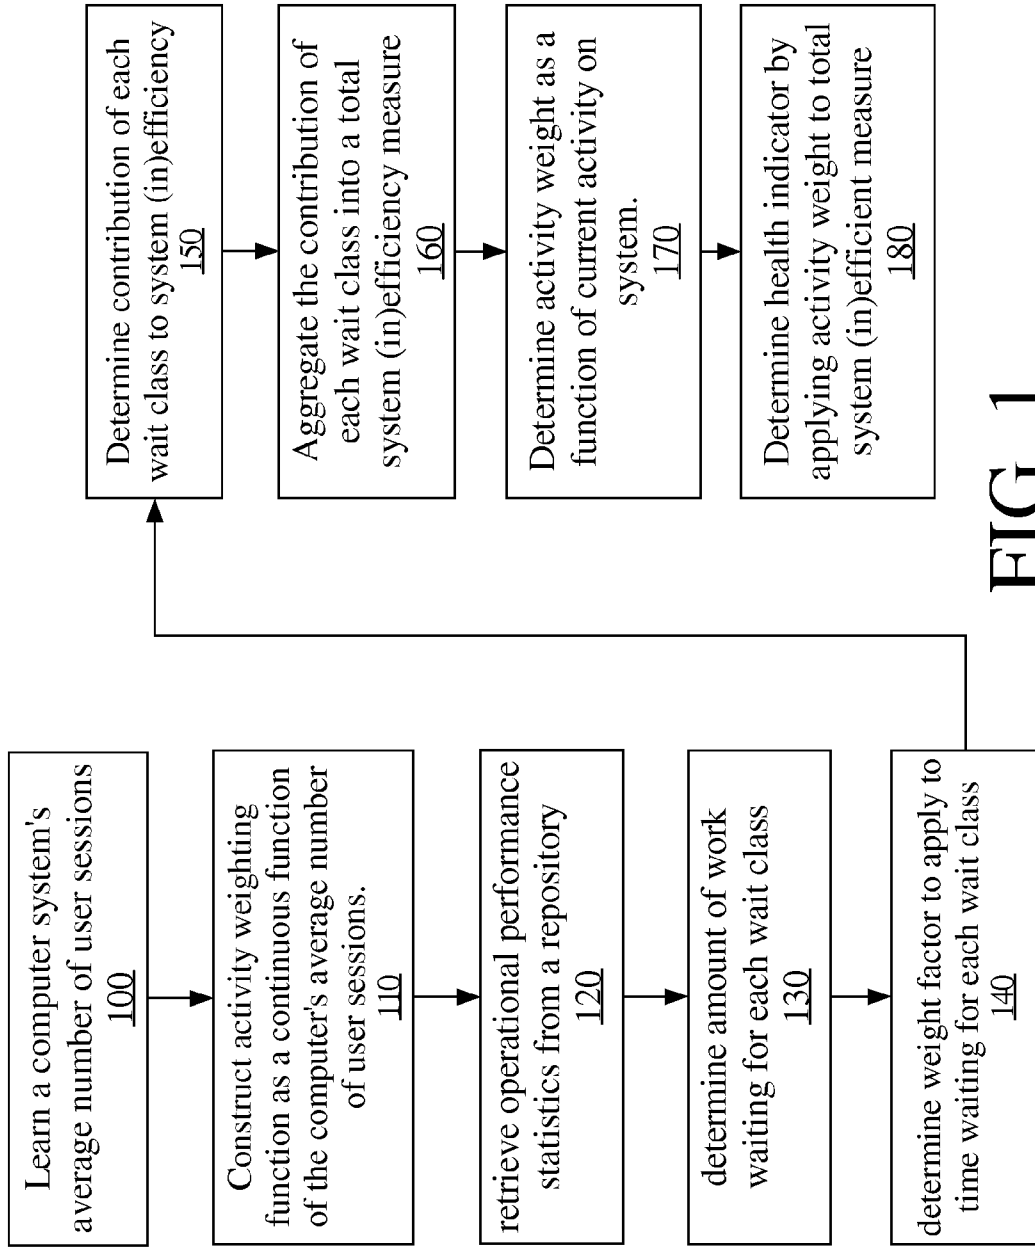 Learn a computer system's
average number of user sessions
100
Construct activity weighting
function as a continuous function
of the computer's average number
of user sessions.
110
retrieve operational performance
statistics from a repository
120
determine amount of work
waiting for each wait class
130
determine weight factor to apply to
time waiting for each wait class
140
Determine contribution of each
wait class to system (in)efficiency
150
Aggregate the contribution of
each wait class into a total
system (in)efficiency measure
160
Determine activity weight as a
function of current activity on
system.
170
Determine health indicator by
applying activity weight to total
system (in)efficient measure
180
FIG. 1